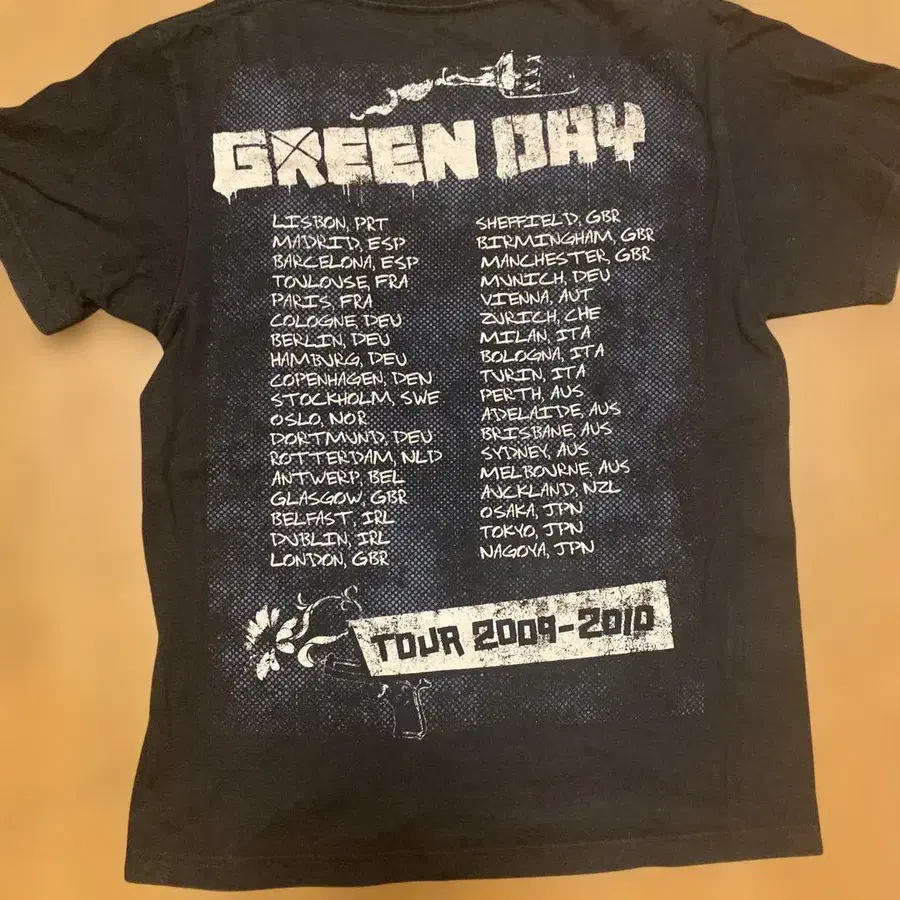 GREEN DAY
LISBON, PRT
MADRID, ESP
BARCELONA, ESP
TOULOUSE, FRA
PARIS, FRA
COLOGNE, DEU
BERLIN, DEU
HAMBURG, DEU
COPENHAGEN, DEN
STOCKHOLM, SWE
OSLO, NOR
DORTMUND, DEU
ROTTERDAM, NLD
ANTWERP, BEL
GLASGOW, GBR
BELFAST, IRL
DUBLIN, IRL
LONDON, GBR
SHEFFIELD, GBR
BIRMINGHAM, GBR
MANCHESTER, GBR
MUNICH, DEU
VIENNA, AUT
ZURICH, CHE
MILAN, ITA
BOLOGNA, ITA
TURIN, ITA
PERTH, AUS
ADELAIDE, AUS
BRISBANE, AUS
SYDNEY, AUS
MELBOURNE, AUS
AUCKLAND, NZL
OSAKA, JPN
TOKYO, JPN
NAGOYA, JPN
TOUR 2009-2010